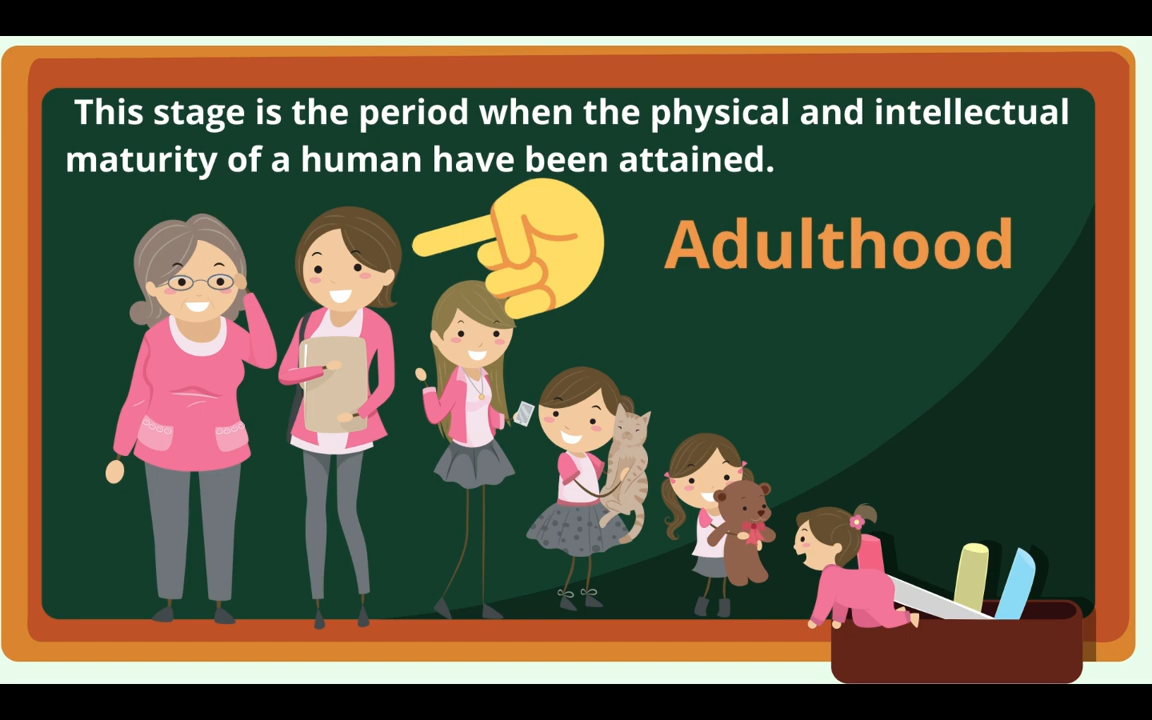 This stage is the period when the physical and intellectual
maturity of a human have been attained.
Adulthood